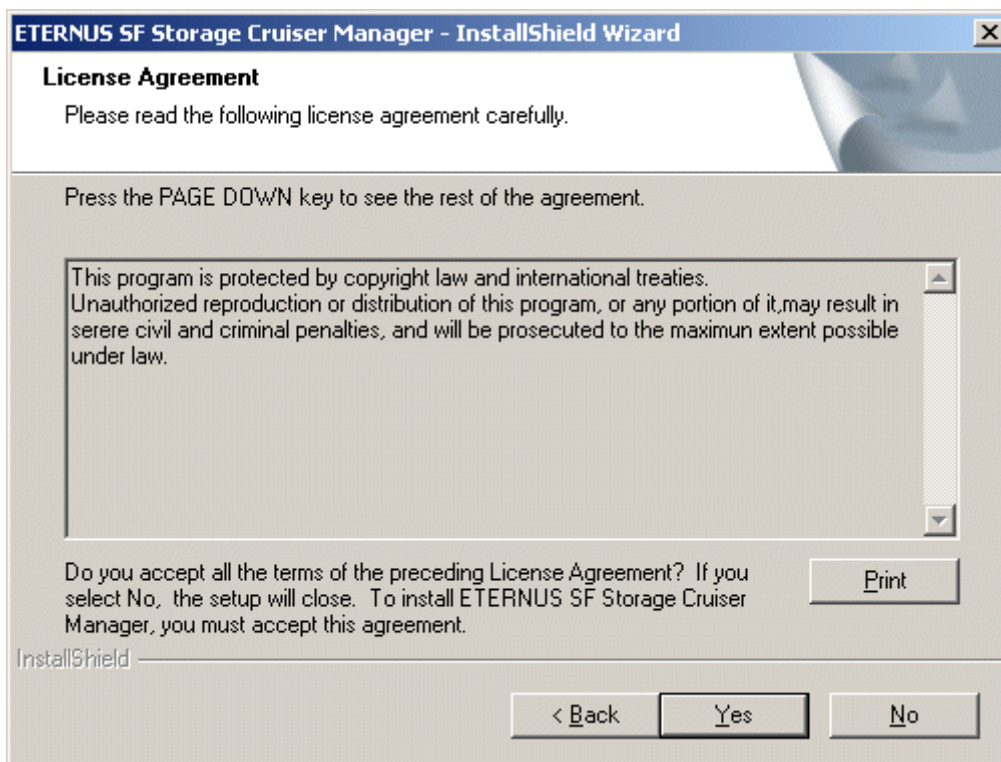 ETERNUS SF Storage Cruiser Manager - InstallShield Wizard
License Agreement
Please read the following license agreement carefully.
Press the PAGE DOWN key to see the rest of the agreement.
This program is protected by copyright law and international treaties.
Unauthorized reproduction or distribution of this program, or any portion of it,may result in
serere civil and criminal penalties, and will be prosecuted to the maximun extent possible
under law.
Do you accept all the terms of the preceding License Agreement?  If you
select No,  the setup will close.  To install ETERNUS SF Storage Cruiser
Manager, you must accept this agreement.
Print
InstallShield
< Back
Yes
No